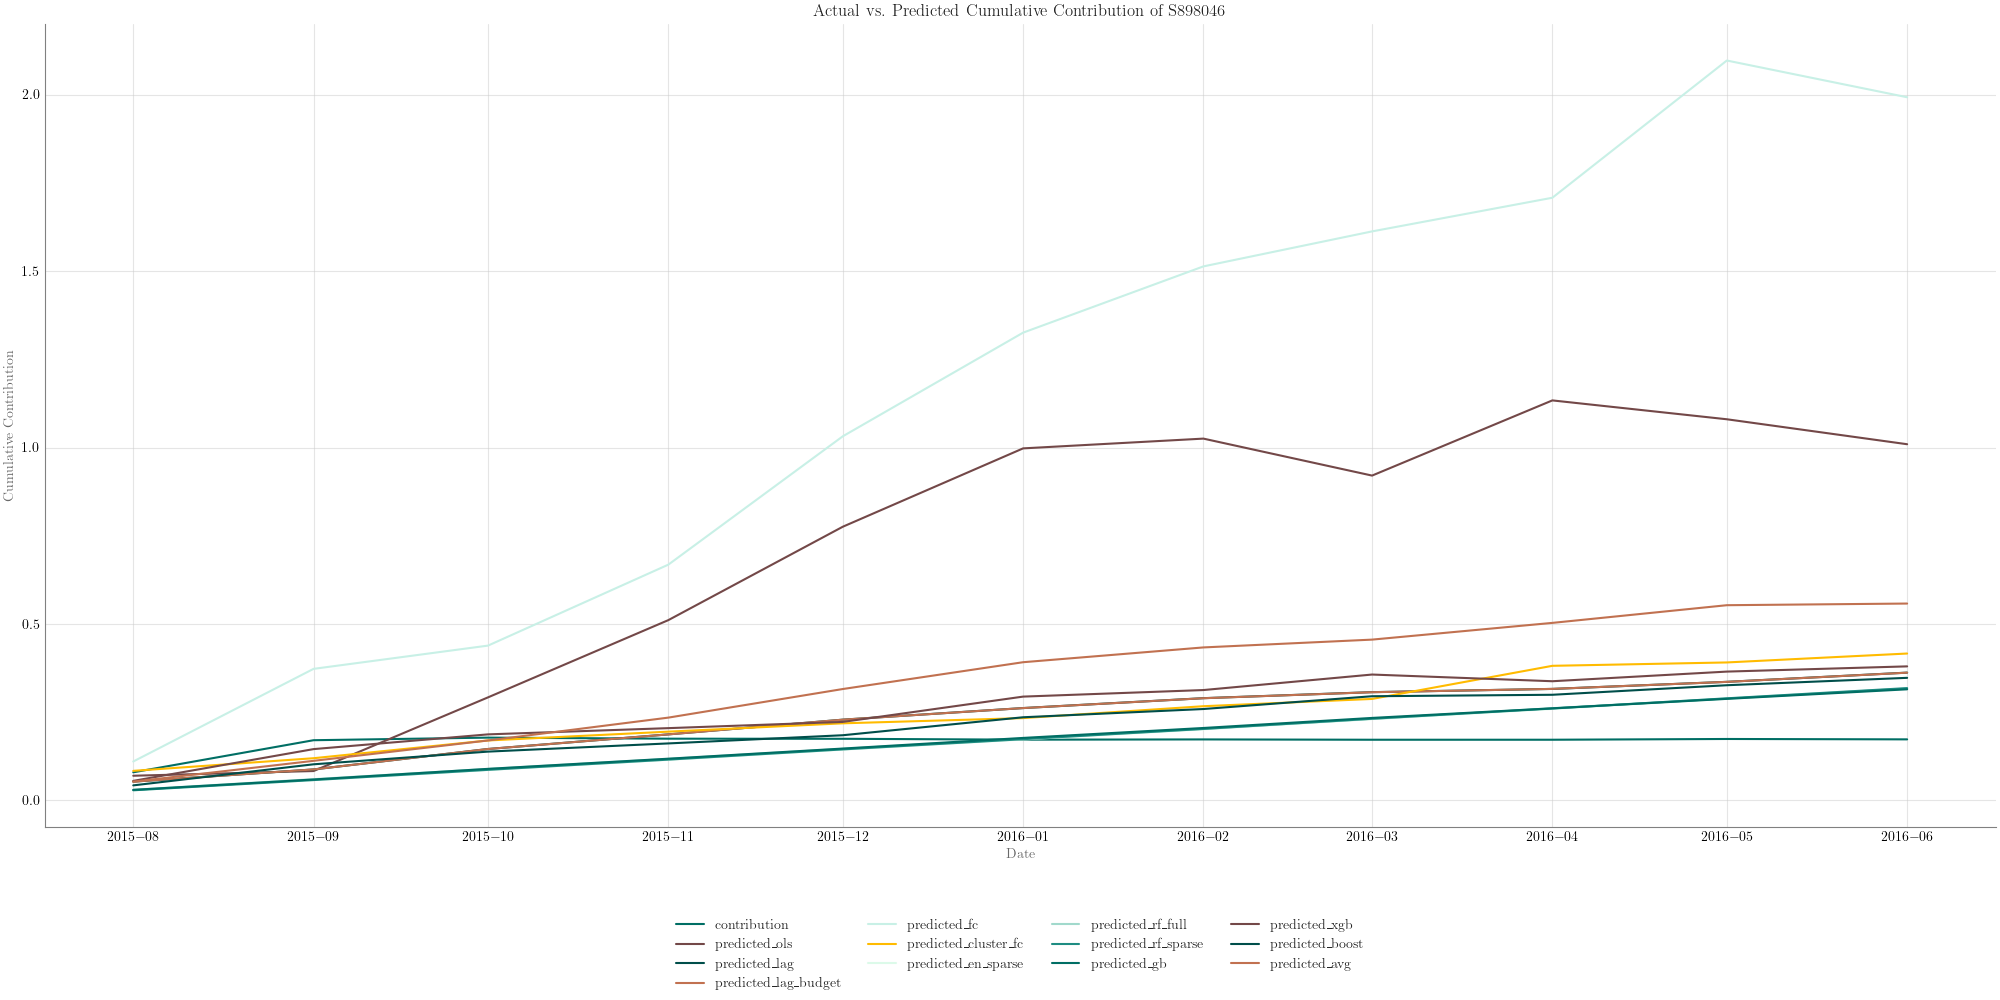 Actual vs. Predicted Cumulative Contribution of S898046
Cumulative Contribution
2.0
1.5
1.0
0.5
0.0
2015−08 2015−09 2015−10 2015−11 2015−12 2016−01 2016−02 2016−03 2016−04 2016−05 2016−06
Date
contribution predicted_fc predicted_rf_full predicted_xgb
predicted_ols predicted_cluster_fc predicted_rf_sparse predicted_boost
predicted_lag predicted_en_sparse predicted_gb predicted_avg
predicted_lag_budget